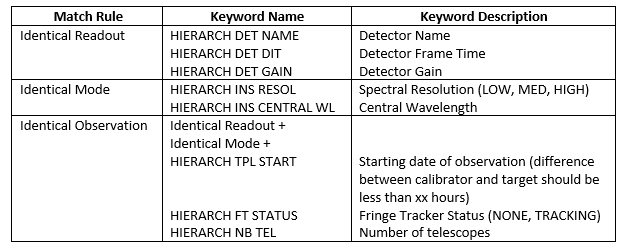 Match Rule Keyword Name Keyword Description
Identical Readout HIERARCH DET NAME Detector Name
HIERARCH DET DIT Detector Frame Time
HIERARCH DET GAIN Detector Gain
Identical Mode HIERARCH INS RESOL Spectral Resolution (LOW, MED, HIGH)
HIERARCH INS CENTRAL WL Central Wavelength
Identical Observation Identical Readout +
Identical Mode +
HIERARCH TPL START Starting date of observation (difference
between calibrator and target should be
less than xx hours)
HIERARCH FT STATUS Fringe Tracker Status (NONE, TRACKING)
HIERARCH NB TEL Number of telescopes